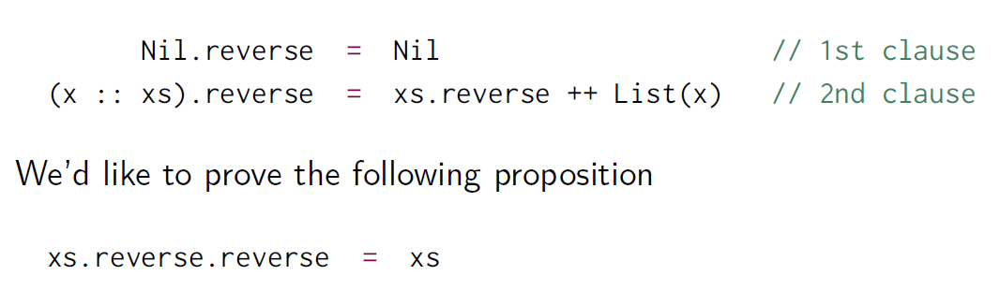 Nil.reverse = Nil // 1st clause
(x :: xs).reverse = xs.reverse ++ List(x) // 2nd clause
We'd like to prove the following proposition
xs.reverse.reverse = xs